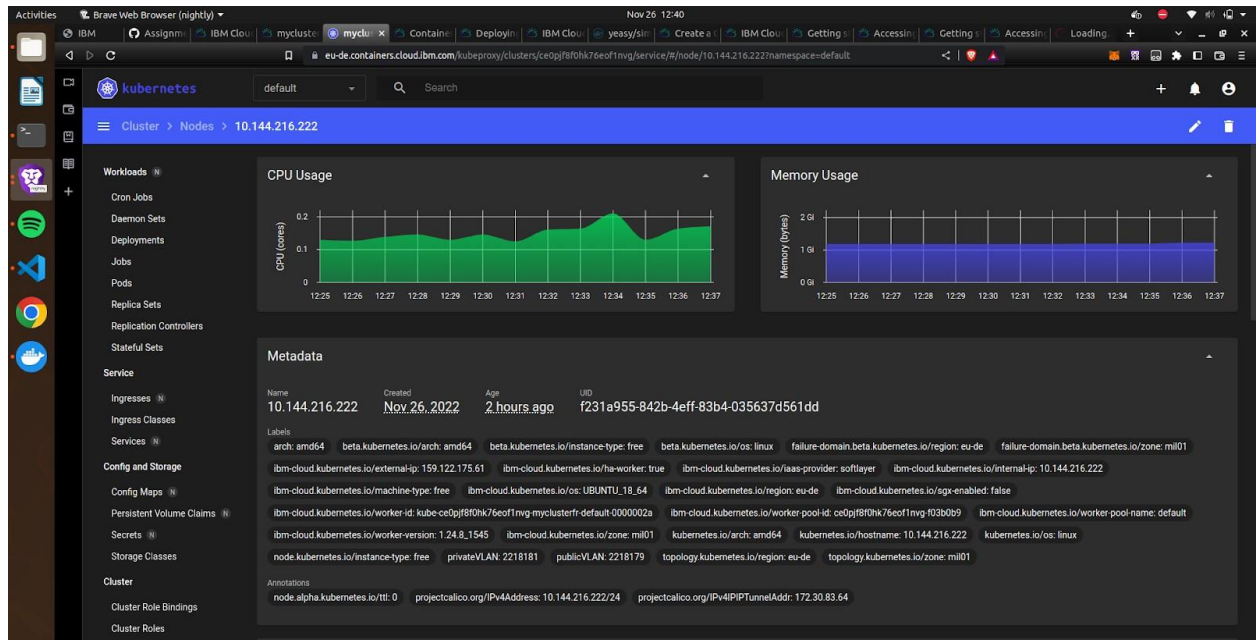 Activities Brave Web Browser (nightly) Nov 26 12:40
IBM Assignme IBM Clou mycluste myclus Containe Deployin IBM Clou yeasy/sim Create a IBM Clou Getting s Accessin Getting s Accessin Loading.
eu-de.containers.cloud.ibm.com/kubeproxy/clusters/ce0pjf8f0hk76eof1nvg/service/#/node/10.144.216.222?namespace=default
kubernetes default Search
Cluster > Nodes > 10.144.216.222
Workloads N
Cron Jobs
Daemon Sets
Deployments
Jobs
Pods
Replica Sets
Replication Controllers
Stateful Sets
Service
Ingresses N
Ingress Classes
Services N
Config and Storage
Config Maps N
Persistent Volume Claims N
Secrets N
Storage Classes
Cluster
Cluster Role Bindings
Cluster Roles
CPU Usage
CPU (cores)
0.2
0.1
0
12:25 12:26 12:27 12:28 12:29 12:30 12:31 12:32 12:33 12:34 12:35 12:36 12:37
Memory Usage
Memory (bytes)
2 Gi
1 Gi
0 Gi
12:25 12:26 12:27 12:28 12:29 12:30 12:31 12:32 12:33 12:34 12:35 12:36 12:37
Metadata
Name Created Age UID
10.144.216.222 Nov 26, 2022 2 hours ago f231a955-842b-4eff-83b4-035637d561dd
Labels
arch: amd64 beta.kubernetes.io/arch: amd64 beta.kubernetes.io/instance-type: free beta.kubernetes.io/os: linux failure-domain.beta.kubernetes.io/region: eu-de failure-domain.beta.kubernetes.io/zone: mil01
ibm-cloud.kubernetes.io/external-ip: 159.122.175.61 ibm-cloud.kubernetes.io/ha-worker: true ibm-cloud.kubernetes.io/iaas-provider: softlayer ibm-cloud.kubernetes.io/internal-ip: 10.144.216.222
ibm-cloud.kubernetes.io/machine-type: free ibm-cloud.kubernetes.io/os: UBUNTU_18_64 ibm-cloud.kubernetes.io/region: eu-de ibm-cloud.kubernetes.io/sgx-enabled: false
ibm-cloud.kubernetes.io/worker-id: kube-ce0pjf8f0hk76eof1nvg-myclusterfr-default-0000002a ibm-cloud.kubernetes.io/worker-pool-id: ce0pjf8f0hk76eof1nvg-f03b0b9 ibm-cloud.kubernetes.io/worker-pool-name: default
ibm-cloud.kubernetes.io/worker-version: 1.24.8_1545 ibm-cloud.kubernetes.io/zone: mil01 kubernetes.io/arch: amd64 kubernetes.io/hostname: 10.144.216.222 kubernetes.io/os: linux
node.kubernetes.io/instance-type: free privateVLAN: 2218181 publicVLAN: 2218179 topology.kubernetes.io/region: eu-de topology.kubernetes.io/zone: mil01
Annotations
node.alpha.kubernetes.io/ttl: 0 projectcalico.org/IPv4Address: 10.144.216.222/24 projectcalico.org/IPv4IPIPTunnelAddr: 172.30.83.64